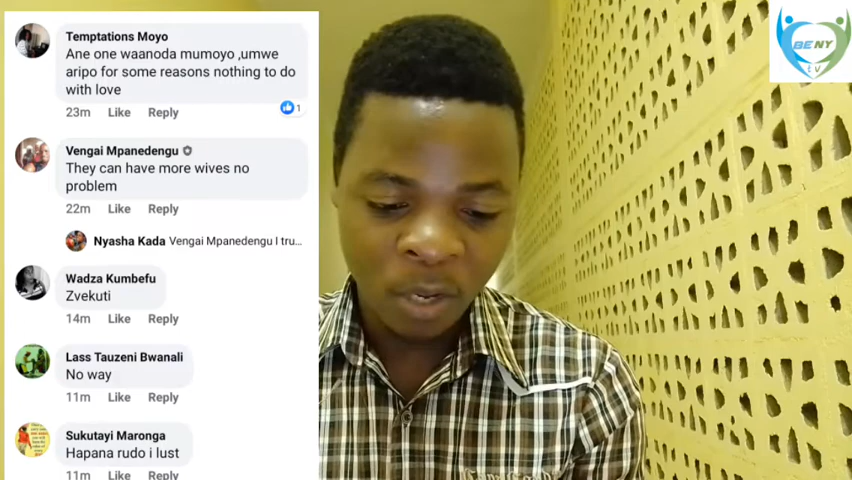 Temptations Moyo
Ane one waanoda mumoyo ,umwe
aripo for some reasons nothing to do
with love
23m Like Reply
1
Vengai Mpanedengu
They can have more wives no
problem
22m Like Reply
Nyasha Kada Vengai Mpanedengu I tru...
Wadza Kumbefu
Zvekuti
14m Like Reply
Lass Tauzeni Bwanali
No way
11m Like Reply
Sukutayi Maronga
Hapana rudo i lust
11m Like Reply
BENY
tv